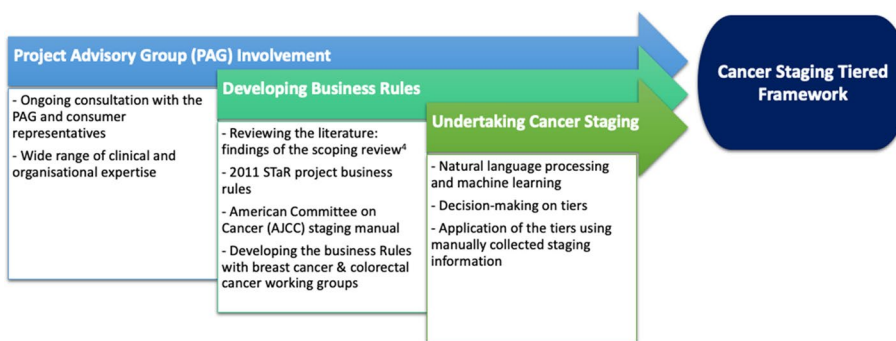 Project Advisory Group (PAG) Involvement
- Ongoing consultation with the
PAG and consumer
representatives
- Wide range of clinical and
organisational expertise
Developing Business Rules
- Reviewing the literature:
findings of the scoping review⁴
- 2011 STaR project business
rules
- American Committee on
Cancer (AJCC) staging manual
- Developing the business Rules
with breast cancer & colorectal
cancer working groups
Undertaking Cancer Staging
- Natural language processing
and machine learning
- Decision-making on tiers
- Application of the tiers using
manually collected staging
information
Cancer Staging Tiered
Framework